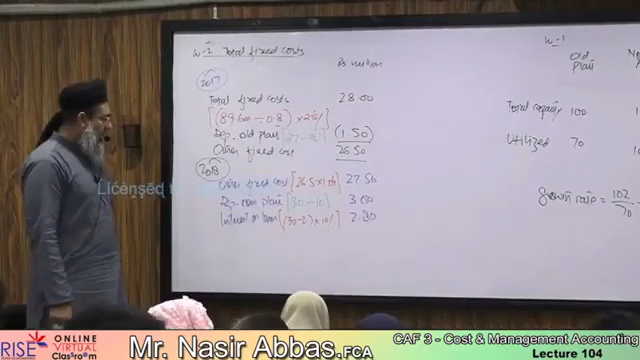 W-2 Total fixed costs
Rs million
2017
Total fixed costs 28.00
[(89.600 ÷ 0.8) × 25%]
Dep. old plant (1.50)
Other fixed cost 26.50
2018
Other fixed cost [26.5 × 1.04] 27.56
Dep. new plant [30 ÷ 10] 3.00
Interest on loan [(30-2) × 10%] 2.80
W-1
Old plant
Total capacity 100
Utilized 70
Growth rate = 102
70
Licensed to
RISE ONLINE VIRTUAL Classroom
Mr. Nasir Abbas.FCA
CAF 3 - Cost & Management Accounting
Lecture 104